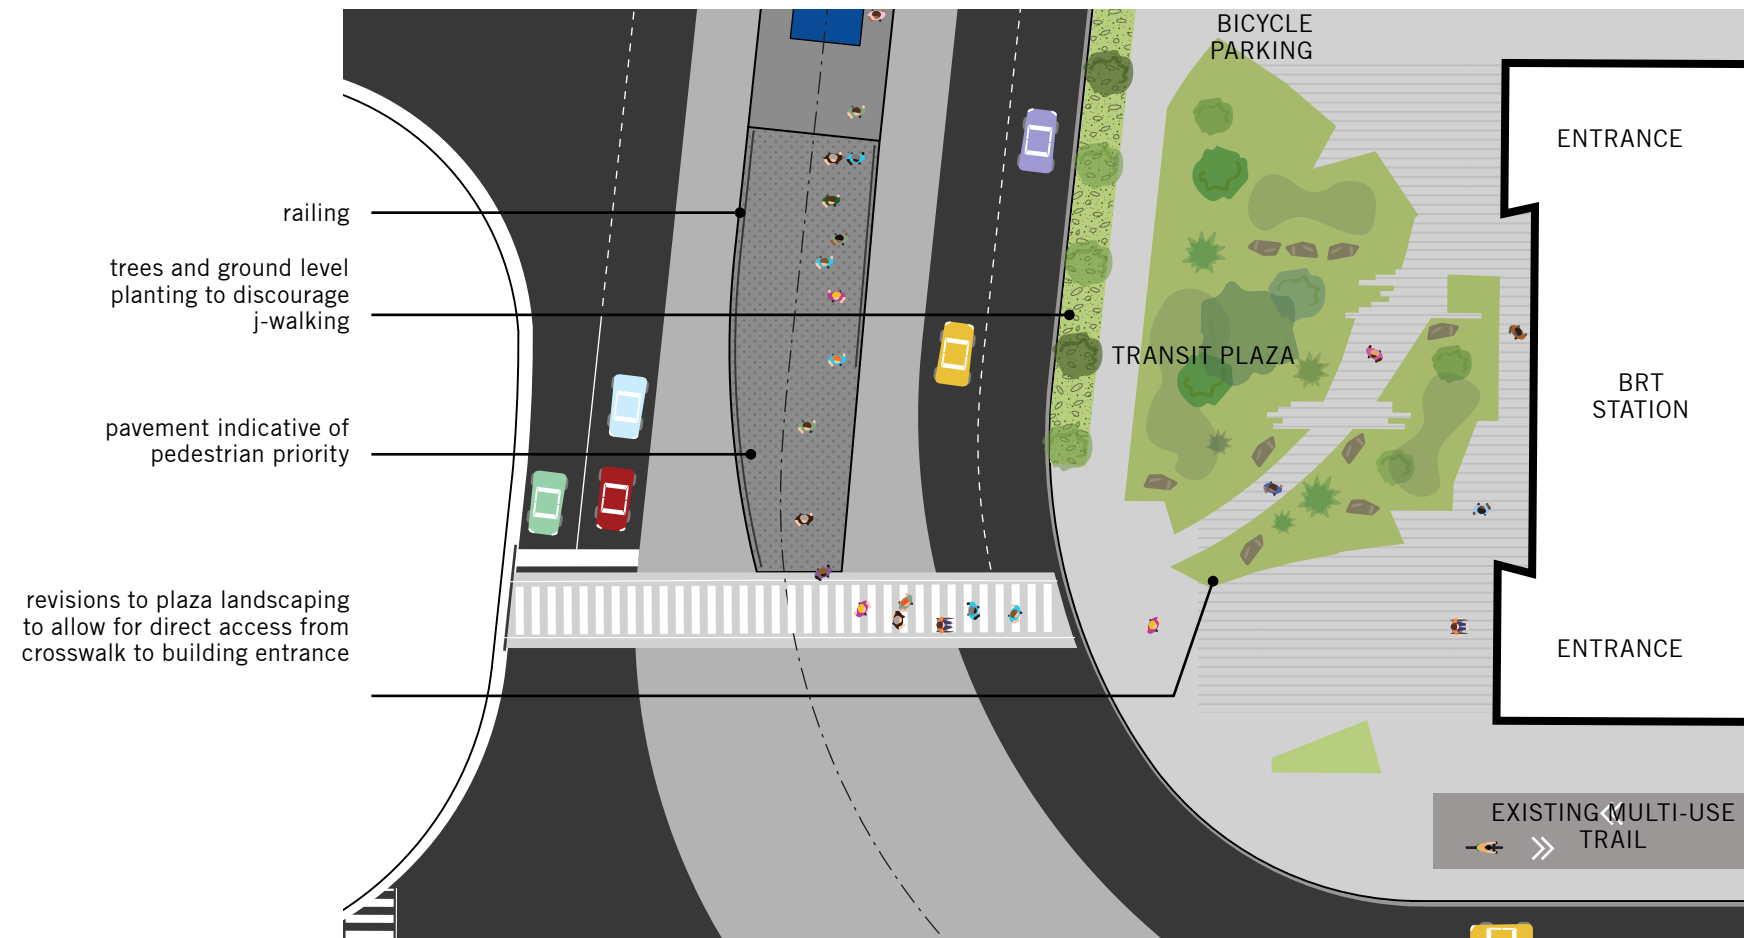 BICYCLE
PARKING
ENTRANCE
railing
trees and ground level
planting to discourage
j-walking
TRANSIT PLAZA
BRT
STATION
pavement indicative of
pedestrian priority
revisions to plaza landscaping
to allow for direct access from
crosswalk to building entrance
ENTRANCE
EXISTING MULTI-USE
TRAIL